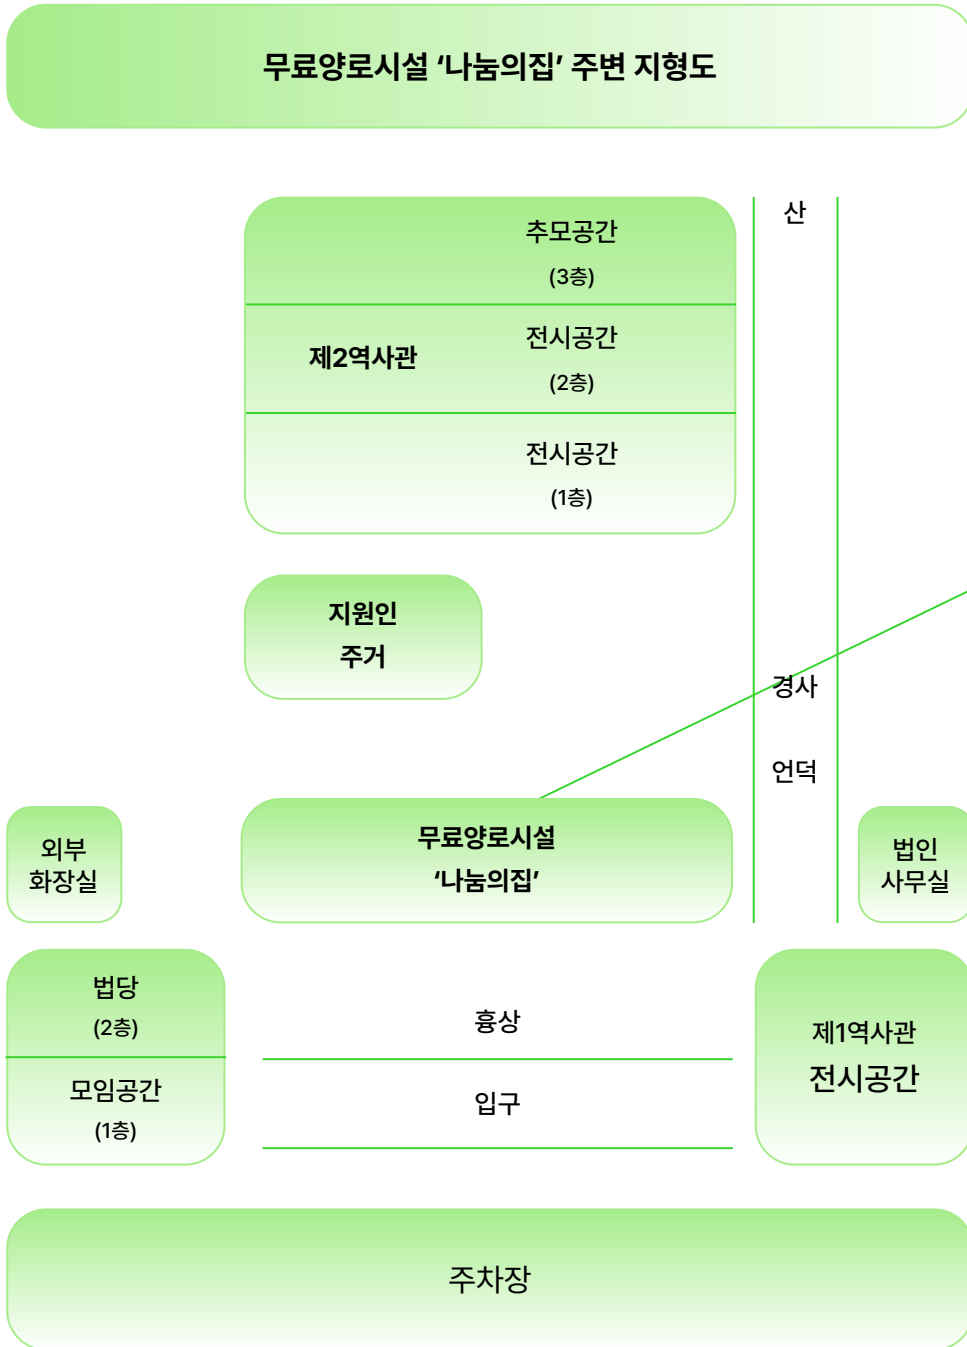 무료양로시설 ‘나눔의집’ 주변 지형도
산
추모공간
(3층)
제2역사관
전시공간
(2층)
전시공간
(1층)
지원인
주거
경사
언덕
외부
화장실
무료양로시설
‘나눔의집’
법인
사무실
법당
(2층)
모임공간
(1층)
흉상
입구
제1역사관
전시공간
주차장